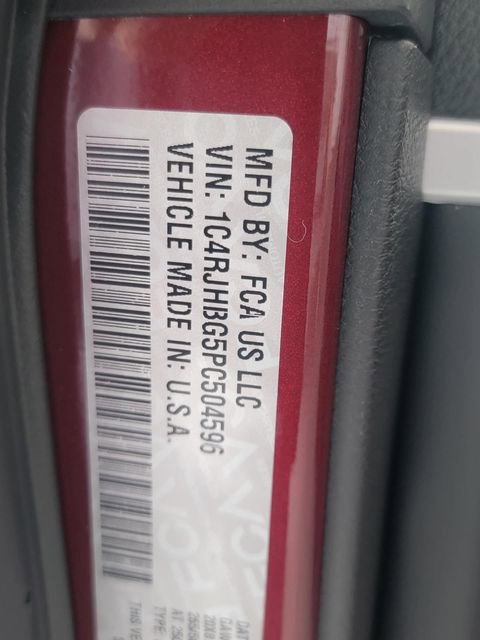 MFD BY: FCA US LLC
VIN: 1C4RJHBG5PC504596
VEHICLE MADE IN: U.S.A.